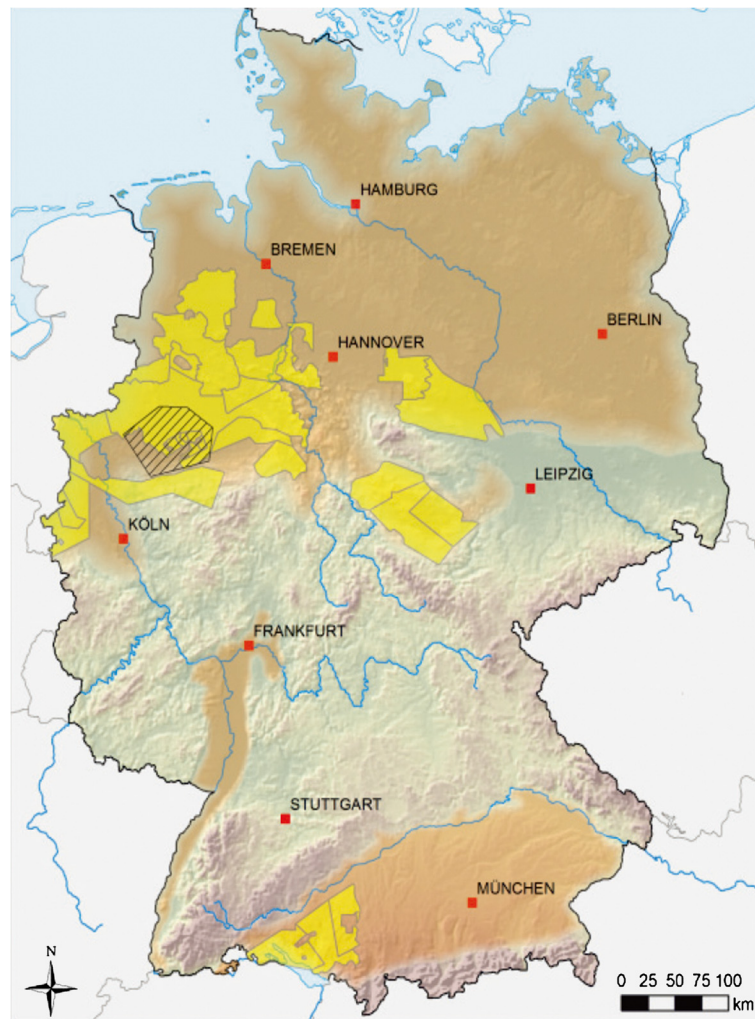 HAMBURG
BREMEN
BERLIN
HANNOVER
LEIPZIG
KÖLN
FRANKFURT
STUTTGART
MÜNCHEN
N
0 25 50 75 100
km